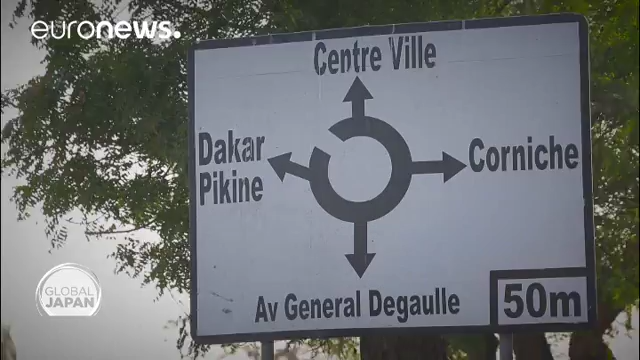 euronews.
Centre Ville
Dakar
Pikine
Corniche
Av General Degaulle
50m
GLOBAL
JAPAN